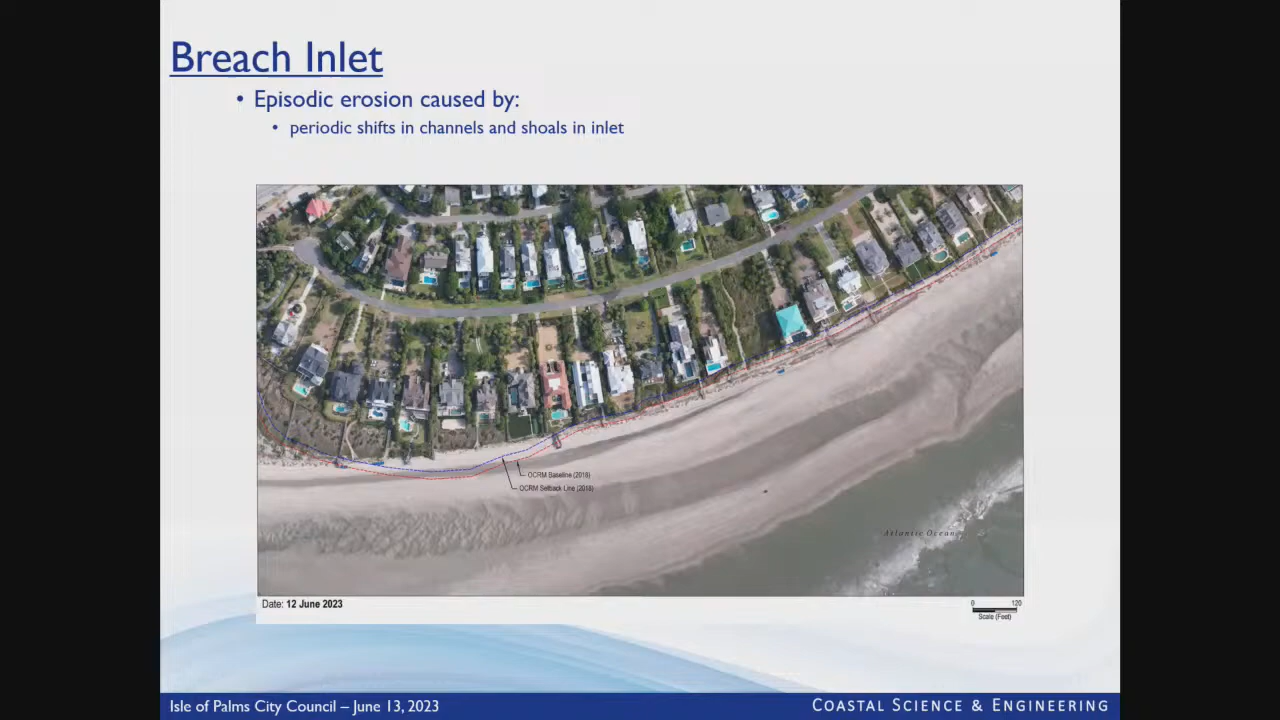 Breach Inlet
• Episodic erosion caused by:
• periodic shifts in channels and shoals in inlet
OCRM Baseline (2018)
OCRM Setback Line (2018)
Atlantic Ocean
Date: 12 June 2023
0 120
Scale (Feet)
Isle of Palms City Council – June 13, 2023
COASTAL SCIENCE & ENGINEERING